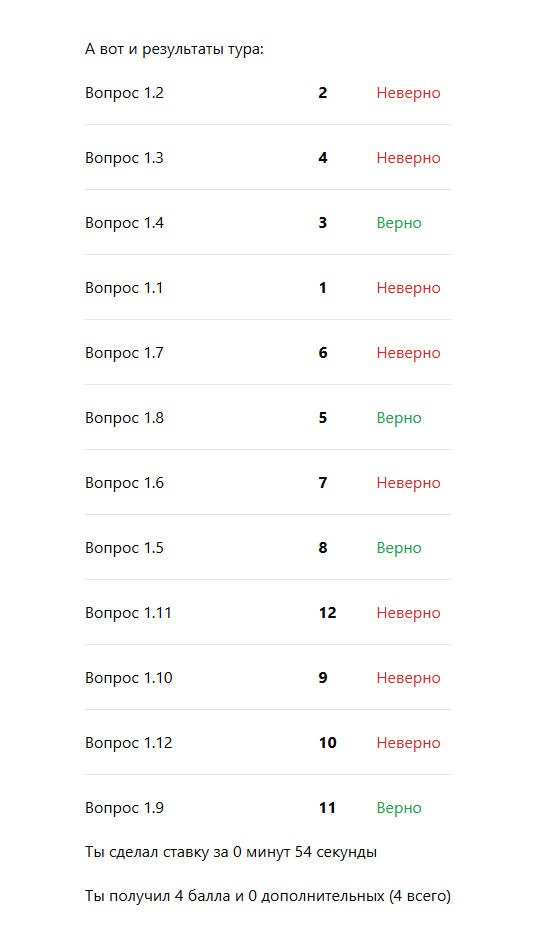 А вот и результаты тура:
Вопрос 1.2 2 Неверно
Вопрос 1.3 4 Неверно
Вопрос 1.4 3 Верно
Вопрос 1.1 1 Неверно
Вопрос 1.7 6 Неверно
Вопрос 1.8 5 Верно
Вопрос 1.6 7 Неверно
Вопрос 1.5 8 Верно
Вопрос 1.11 12 Неверно
Вопрос 1.10 9 Неверно
Вопрос 1.12 10 Неверно
Вопрос 1.9 11 Верно
Ты сделал ставку за 0 минут 54 секунды
Ты получил 4 балла и 0 дополнительных (4 всего)